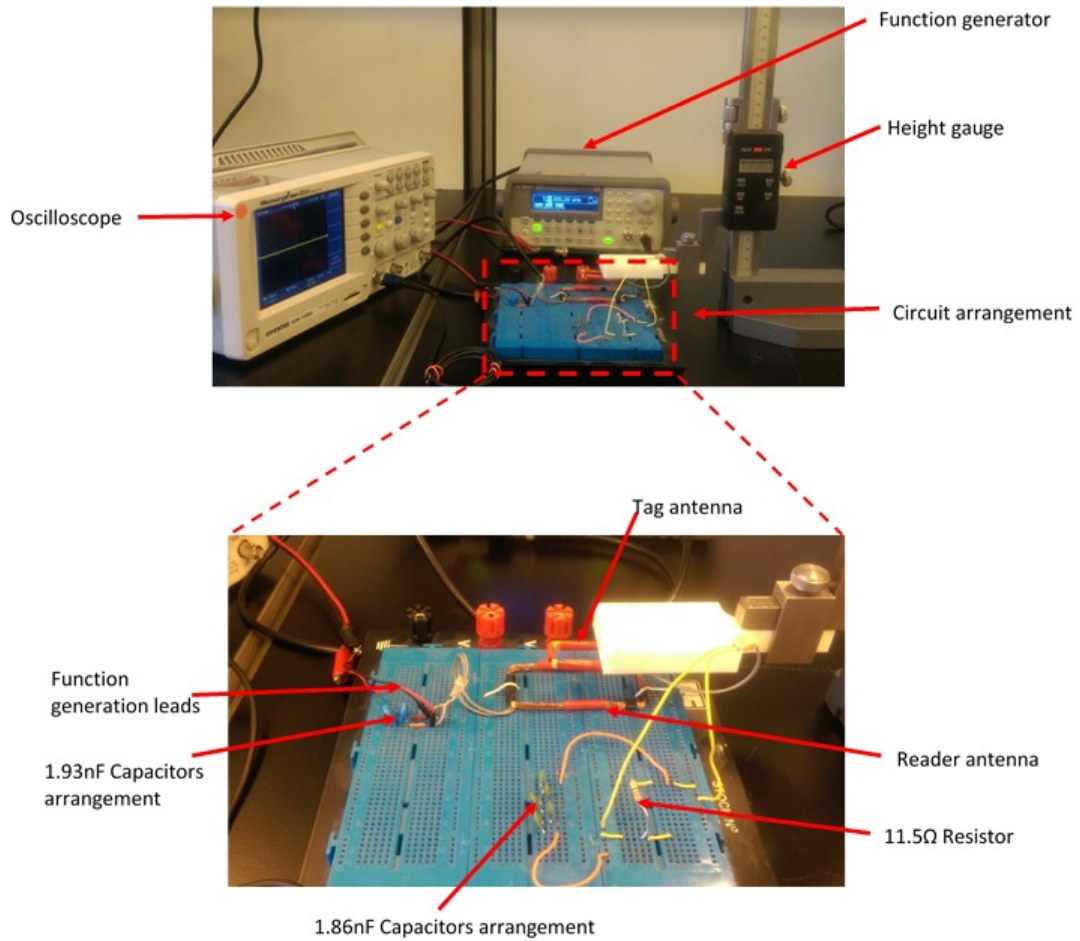 Function generator
Height gauge
Oscilloscope
Circuit arrangement
Tag antenna
Function
generation leads
1.93nF Capacitors
arrangement
Reader antenna
11.5Ω Resistor
1.86nF Capacitors arrangement